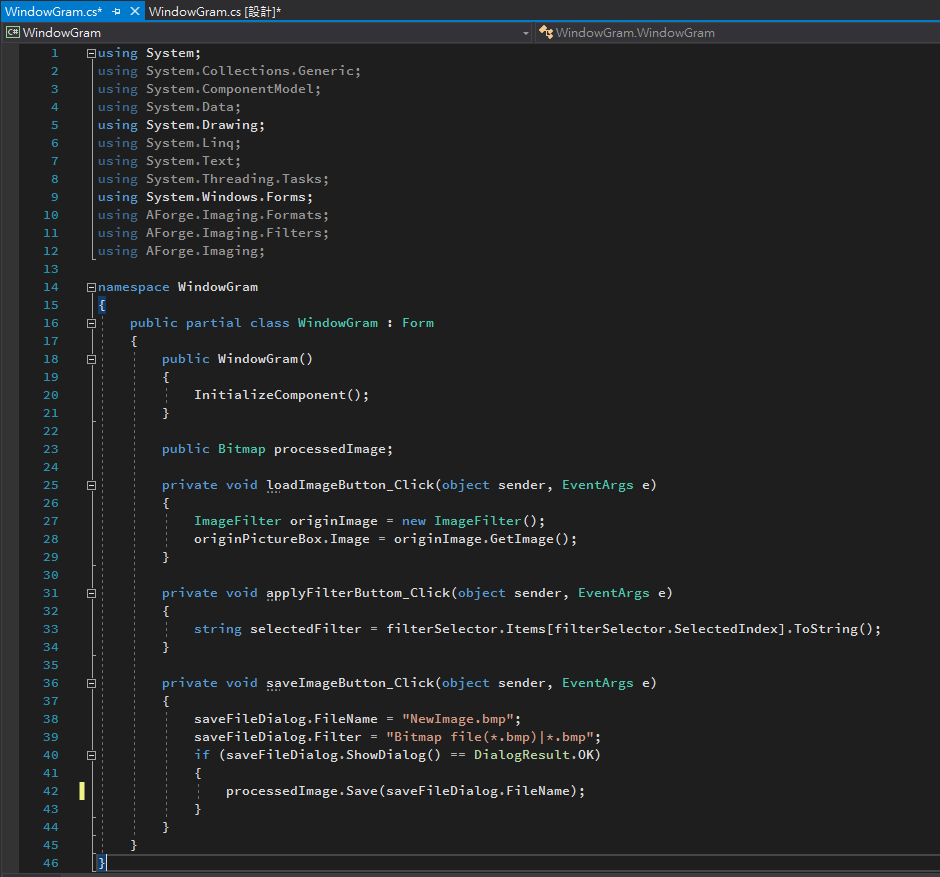 WindowGram.cs*
WindowGram.cs [設計]*
C# WindowGram
WindowGram.WindowGram
1 using System;
2 using System.Collections.Generic;
3 using System.ComponentModel;
4 using System.Data;
5 using System.Drawing;
6 using System.Linq;
7 using System.Text;
8 using System.Threading.Tasks;
9 using System.Windows.Forms;
10 using AForge.Imaging.Formats;
11 using AForge.Imaging.Filters;
12 using AForge.Imaging;
13
14 namespace WindowGram
15 {
16     public partial class WindowGram : Form
17     {
18         public WindowGram()
19         {
20             InitializeComponent();
21         }
22
23         public Bitmap processedImage;
24
25         private void loadImageButton_Click(object sender, EventArgs e)
26         {
27             ImageFilter originImage = new ImageFilter();
28             originPictureBox.Image = originImage.GetImage();
29         }
30
31         private void applyFilterButtom_Click(object sender, EventArgs e)
32         {
33             string selectedFilter = filterSelector.Items[filterSelector.SelectedIndex].ToString();
34         }
35
36         private void saveImageButton_Click(object sender, EventArgs e)
37         {
38             saveFileDialog.FileName = "NewImage.bmp";
39             saveFileDialog.Filter = "Bitmap file(*.bmp)|*.bmp";
40             if (saveFileDialog.ShowDialog() == DialogResult.OK)
41             {
42                 processedImage.Save(saveFileDialog.FileName);
43             }
44         }
45     }
46 }